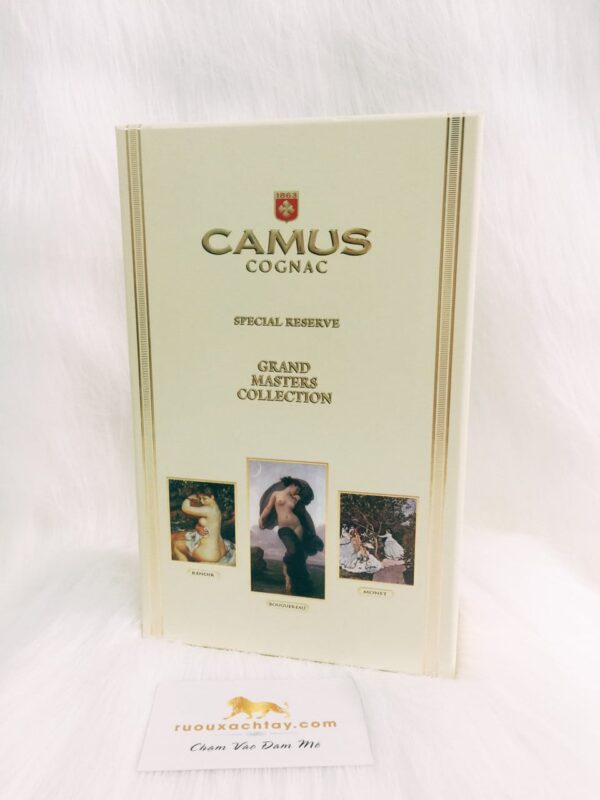 1863
CAMUS
COGNAC
SPECIAL RESERVE
GRAND
MASTERS
COLLECTION
RENOIR
BOUGUEREAU
MONET
ruouxachtay.com
Chạm Vào Đam Mê